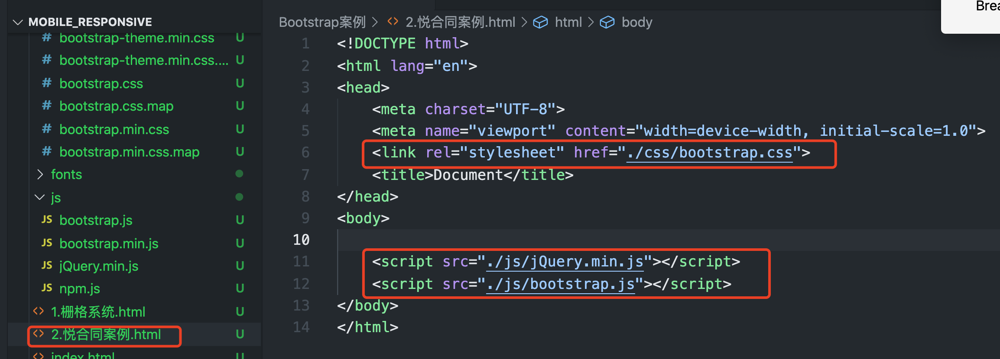 MOBILE_RESPONSIVE
# bootstrap-theme.min.css U
# bootstrap-theme.min.css.... U
# bootstrap.css U
# bootstrap.css.map U
# bootstrap.min.css U
# bootstrap.min.css.map U
fonts
js
JS bootstrap.js U
JS bootstrap.min.js U
JS jQuery.min.js U
JS npm.js U
<> 1.栅格系统.html U
<> 2.悦合同案例.html U
<> index.html U
Bootstrap案例 > <> 2.悦合同案例.html > html > body
1 <!DOCTYPE html>
2 <html lang="en">
3 <head>
4 <meta charset="UTF-8">
5 <meta name="viewport" content="width=device-width, initial-scale=1.0">
6 <link rel="stylesheet" href="./css/bootstrap.css">
7 <title>Document</title>
8 </head>
9 <body>
10
11 <script src="./js/jQuery.min.js"></script>
12 <script src="./js/bootstrap.js"></script>
13 </body>
14 </html>